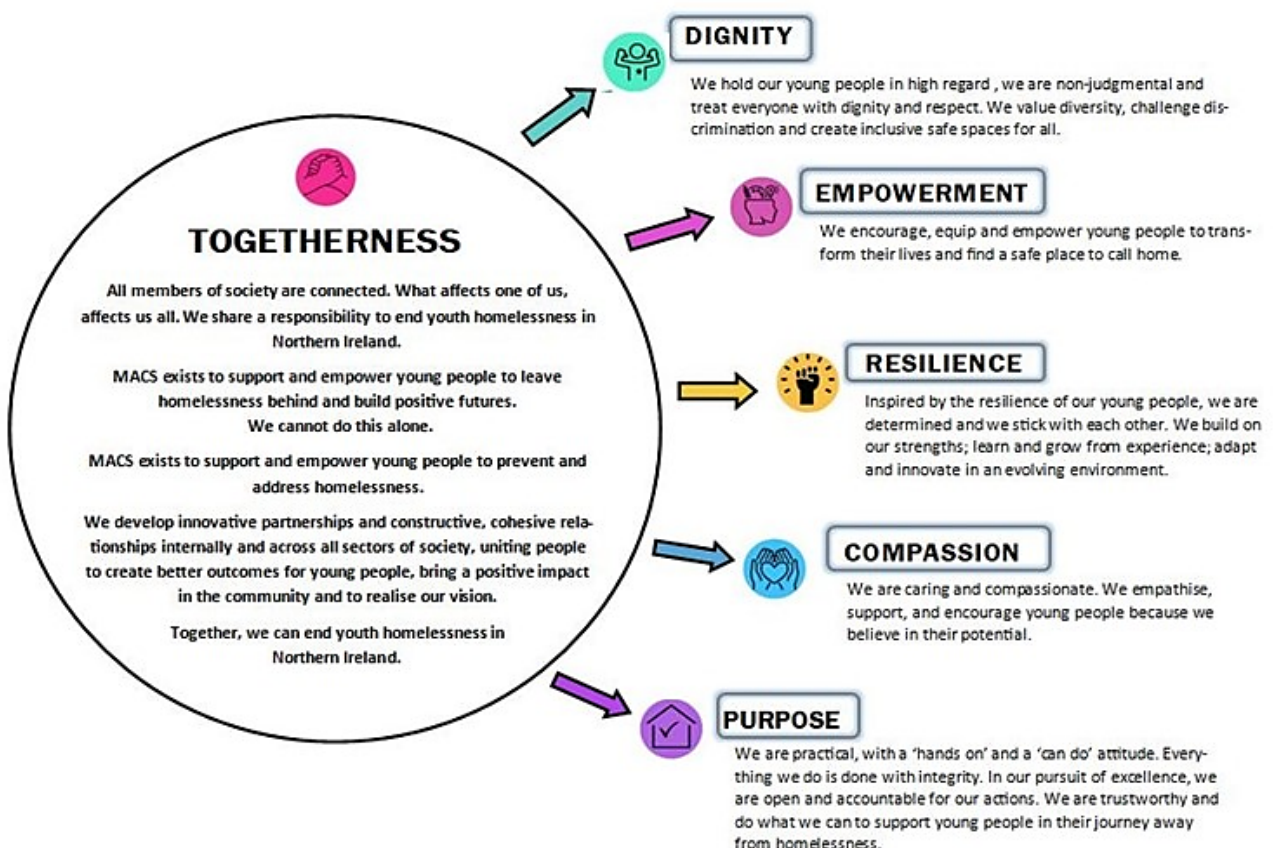 TOGETHERNESS
All members of society are connected. What affects one of us,
affects us all. We share a responsibility to end youth homelessness in
Northern Ireland.
MACS exists to support and empower young people to leave
homelessness behind and build positive futures.
We cannot do this alone.
MACS exists to support and empower young people to prevent and
address homelessness.
We develop innovative partnerships and constructive, cohesive rela-
tionships internally and across all sectors of society, uniting people
to create better outcomes for young people, bring a positive impact
in the community and to realise our vision.
Together, we can end youth homelessness in
Northern Ireland.
DIGNITY
We hold our young people in high regard , we are non-judgmental and
treat everyone with dignity and respect. We value diversity, challenge dis-
crimination and create inclusive safe spaces for all.
EMPOWERMENT
We encourage, equip and empower young people to trans-
form their lives and find a safe place to call home.
RESILIENCE
Inspired by the resilience of our young people, we are
determined and we stick with each other. We build on
our strengths; learn and grow from experience; adapt
and innovate in an evolving environment.
COMPASSION
We are caring and compassionate. We empathise,
support, and encourage young people because we
believe in their potential.
PURPOSE
We are practical, with a ‘hands on’ and a ‘can do’ attitude. Every-
thing we do is done with integrity. In our pursuit of excellence, we
are open and accountable for our actions. We are trustworthy and
do what we can to support young people in their journey away
from homelessness.